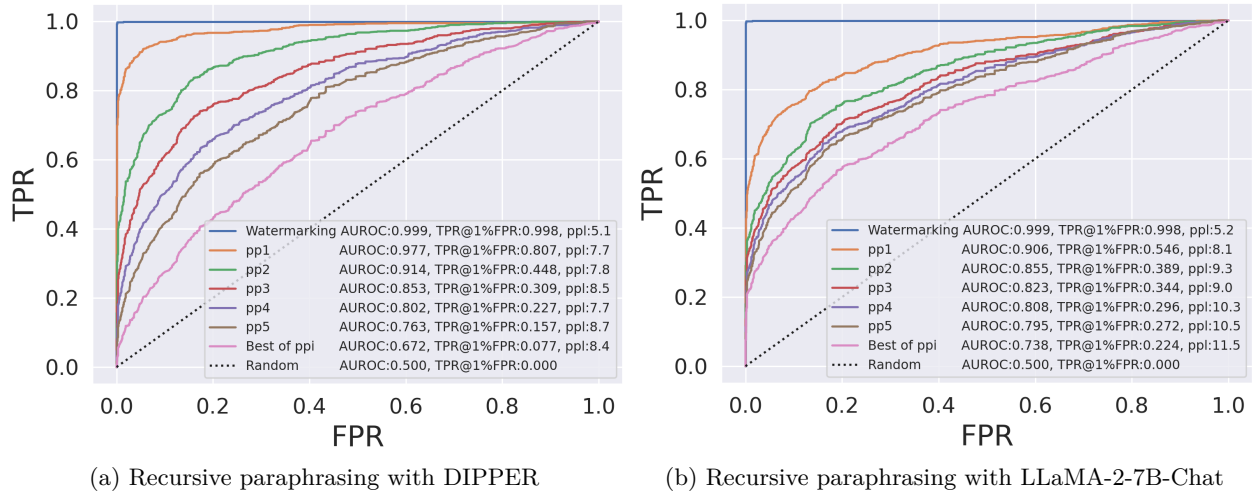 1.0
0.8
0.6
0.4
0.2
0.0
TPR
Watermarking AUROC:0.999, TPR@1%FPR:0.998, ppl:5.1
pp1 AUROC:0.977, TPR@1%FPR:0.807, ppl:7.7
pp2 AUROC:0.914, TPR@1%FPR:0.448, ppl:7.8
pp3 AUROC:0.853, TPR@1%FPR:0.309, ppl:8.5
pp4 AUROC:0.802, TPR@1%FPR:0.227, ppl:7.7
pp5 AUROC:0.763, TPR@1%FPR:0.157, ppl:8.7
Best of ppi AUROC:0.672, TPR@1%FPR:0.077, ppl:8.4
Random AUROC:0.500, TPR@1%FPR:0.000
0.0 0.2 0.4 0.6 0.8 1.0
FPR
(a) Recursive paraphrasing with DIPPER
1.0
0.8
0.6
0.4
0.2
0.0
TPR
Watermarking AUROC:0.999, TPR@1%FPR:0.998, ppl:5.2
pp1 AUROC:0.906, TPR@1%FPR:0.546, ppl:8.1
pp2 AUROC:0.855, TPR@1%FPR:0.389, ppl:9.3
pp3 AUROC:0.823, TPR@1%FPR:0.344, ppl:9.0
pp4 AUROC:0.808, TPR@1%FPR:0.296, ppl:10.3
pp5 AUROC:0.795, TPR@1%FPR:0.272, ppl:10.5
Best of ppi AUROC:0.738, TPR@1%FPR:0.224, ppl:11.5
Random AUROC:0.500, TPR@1%FPR:0.000
0.0 0.2 0.4 0.6 0.8 1.0
FPR
(b) Recursive paraphrasing with LLaMA-2-7B-Chat